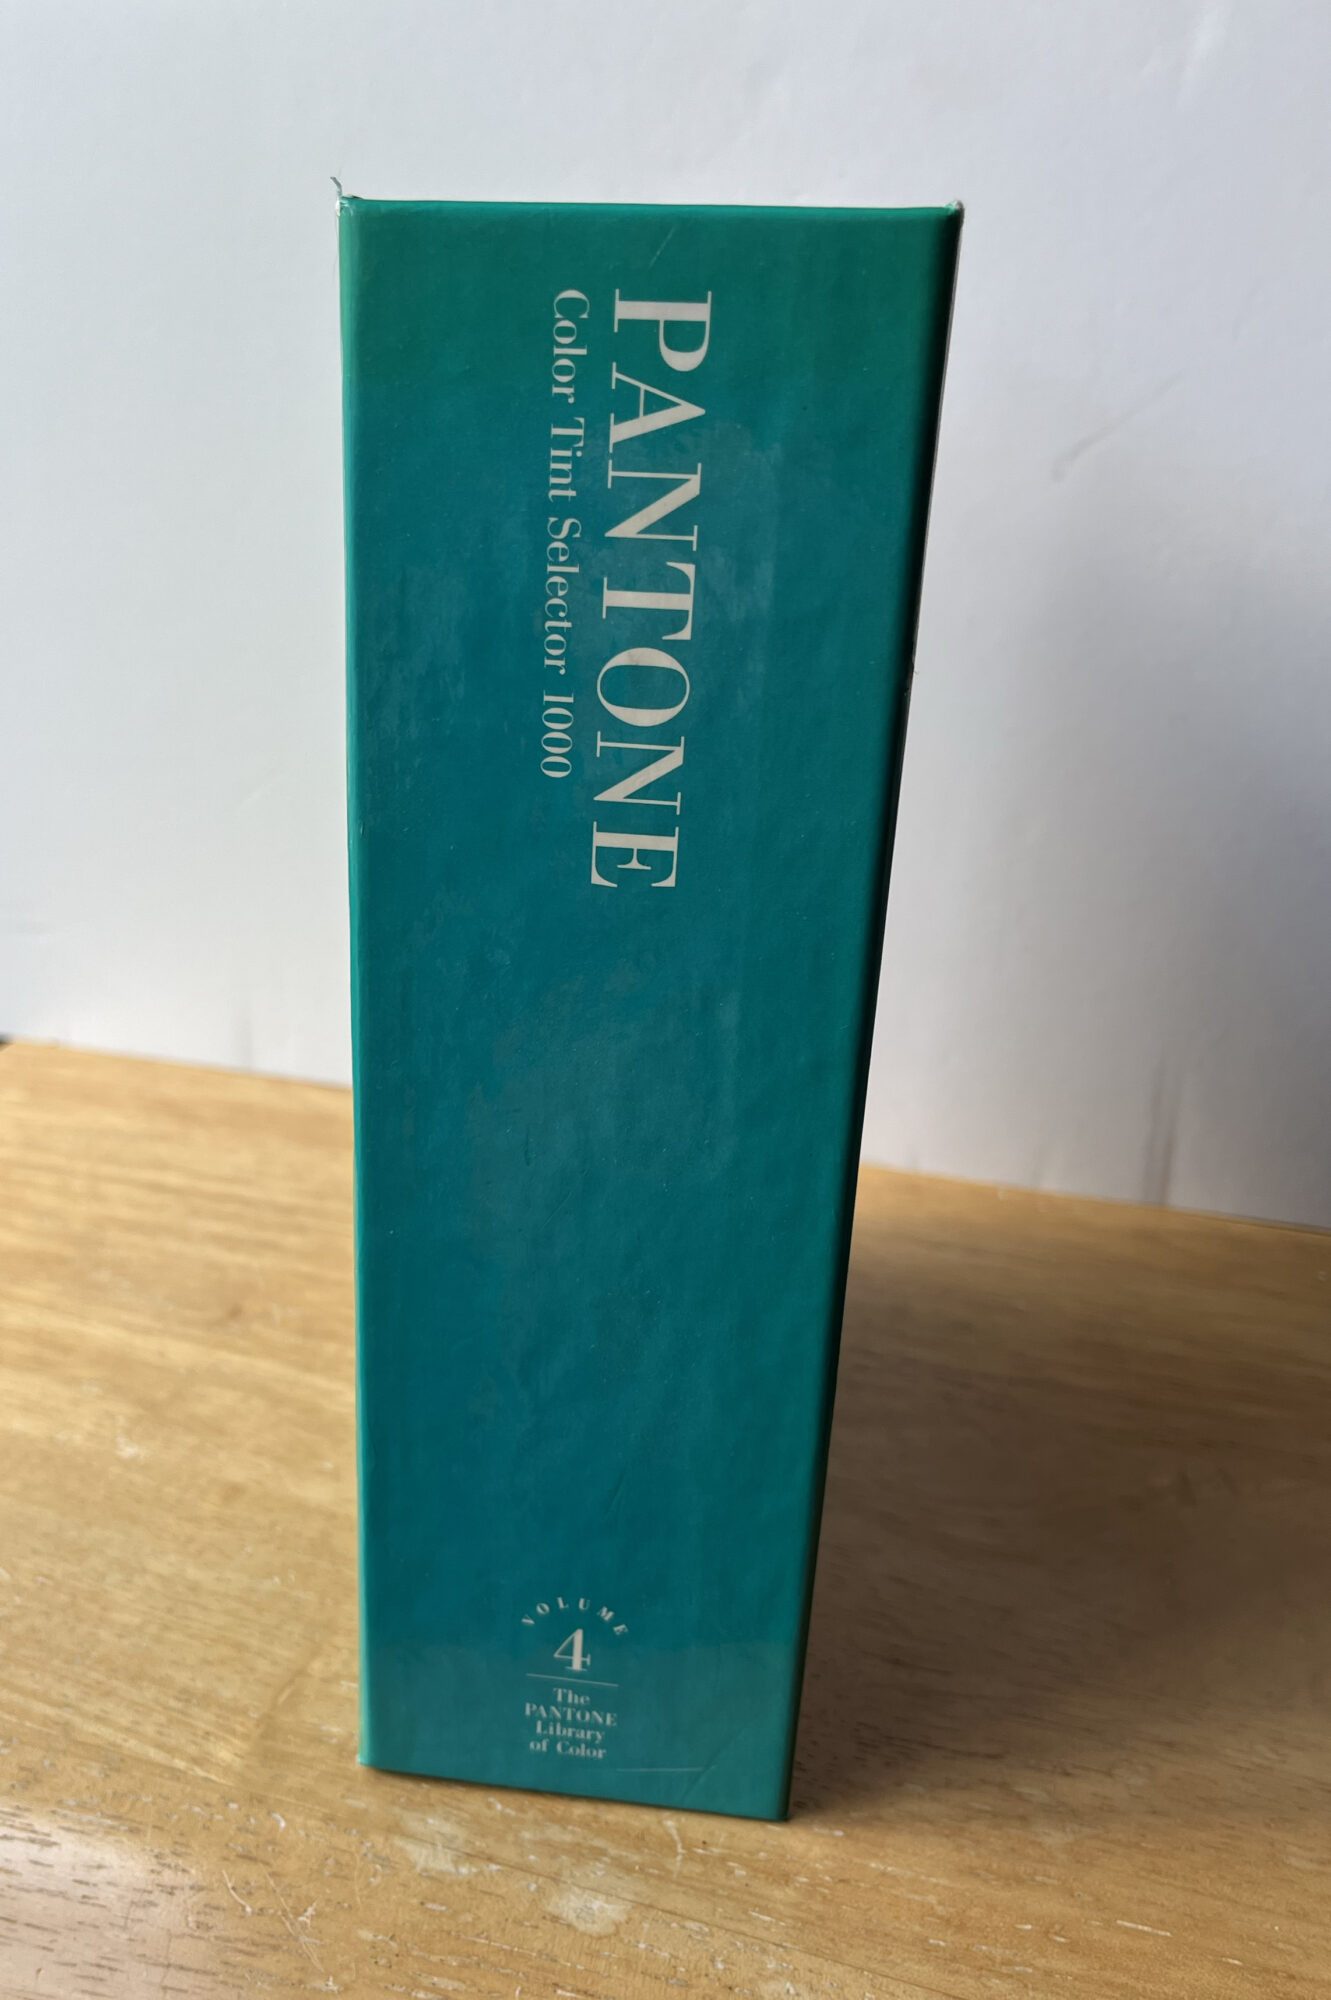 PANTONE
Color Tint Selector 1000
VOLUME
4
The
PANTONE
Library
of Color